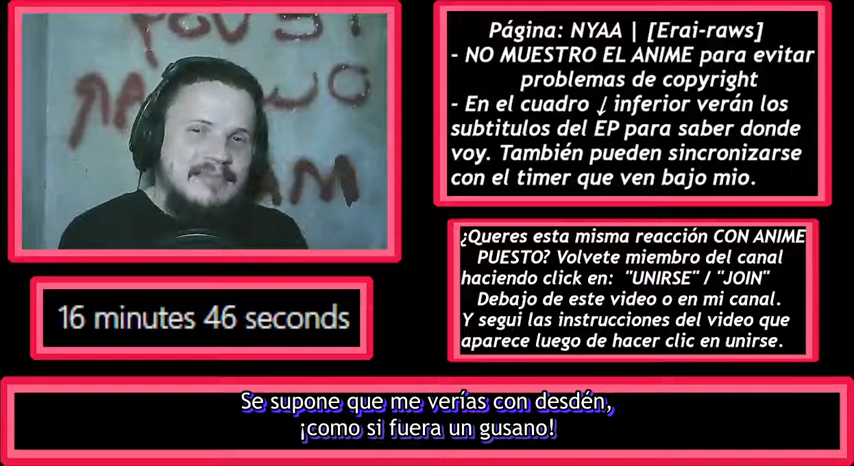 Página: NYAA | [Erai-raws]
- NO MUESTRO EL ANIME para evitar
problemas de copyright
- En el cuadro ↓ inferior verán los
subtitulos del EP para saber donde
voy. También pueden sincronizarse
con el timer que ven bajo mio.
¿Queres esta misma reacción CON ANIME
PUESTO? Volvete miembro del canal
haciendo click en: "UNIRSE" / "JOIN"
Debajo de este video o en mi canal.
Y segui las instrucciones del video que
aparece luego de hacer clic en unirse.
16 minutes 46 seconds
Se supone que me verías con desdén,
¡como si fuera un gusano!